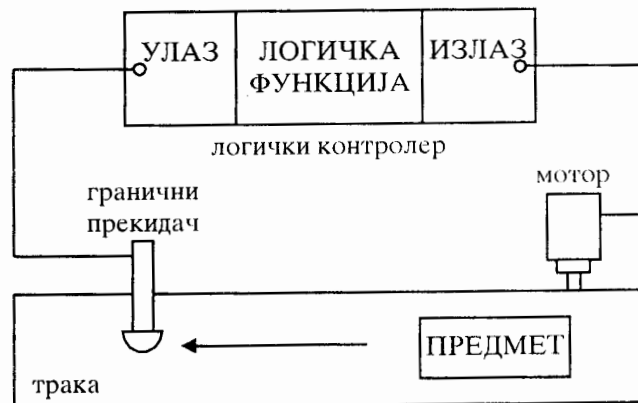 УЛАЗ
ЛОГИЧКА
ФУНКЦИЈА
ИЗЛАЗ
логички контролер
гранични
прекидач
мотор
ПРЕДМЕТ
трака